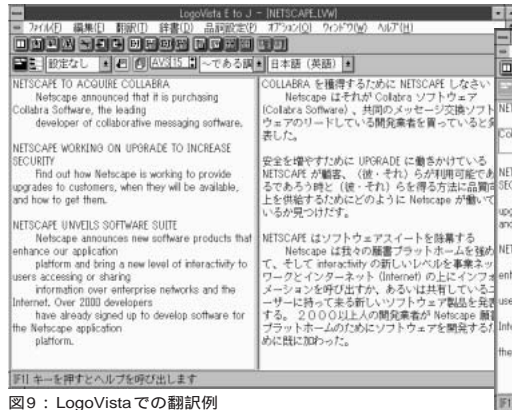 LogoVista E to J - [NETSCAPE.LVW]
ファイル(F) 編集(E) 翻訳(T) 辞書(D) 品詞設定(P) オプション(O) ウィンドウ(W) ヘルプ(H)
設定なし AVSI15 ～である調 日本語（英語）
NETSCAPE TO ACQUIRE COLLABRA
Netscape announced that it is purchasing
Collabra Software, the leading
developer of collaborative messaging software.
NETSCAPE WORKING ON UPGRADE TO INCREASE
SECURITY
Find out how Netscape is working to provide
upgrades to customers, when they will be available,
and how to get them.
NETSCAPE UNVEILS SOFTWARE SUITE
Netscape announces new software products that
enhance our application
platform and bring a new level of interactivity to
users accessing or sharing
information over enterprise networks and the
Internet. Over 2000 developers
have already signed up to develop software for
the Netscape application
platform.
COLLABRA を獲得するために NETSCAPE しなさい
Netscape はそれが Collabra ソフトウェア
(Collabra Software) 、共同のメッセージ交換ソフト
ウェアのリードしている開発業者を買っていると発
表した。
安全を増やすために UPGRADE に働きかけている
NETSCAPE が顧客、（彼・それ）らが利用可能であ
るであろう時と（彼・それ）らを得る方法に品質向
上を供給するためにどのように Netscape が働いて
いるか見つけだす。
NETSCAPE はソフトウェアスイートを除幕する
Netscape は我々の願書プラットホームを強め
て、そして interactivity の新しいレベルを事業ネッ
ワークとインターネット (Internet) の上にインフォ
メーションを呼び出すか、あるいは共有しているユ
ーザーに持って来る新しいソフトウェア製品を発表
する。 ２０００以上人の開発業者が Netscape 願書
プラットホームのためにソフトウェアを開発するた
めに既に加わった。
[F1] キーを押すとヘルプを呼び出します
図9：LogoVistaでの翻訳例